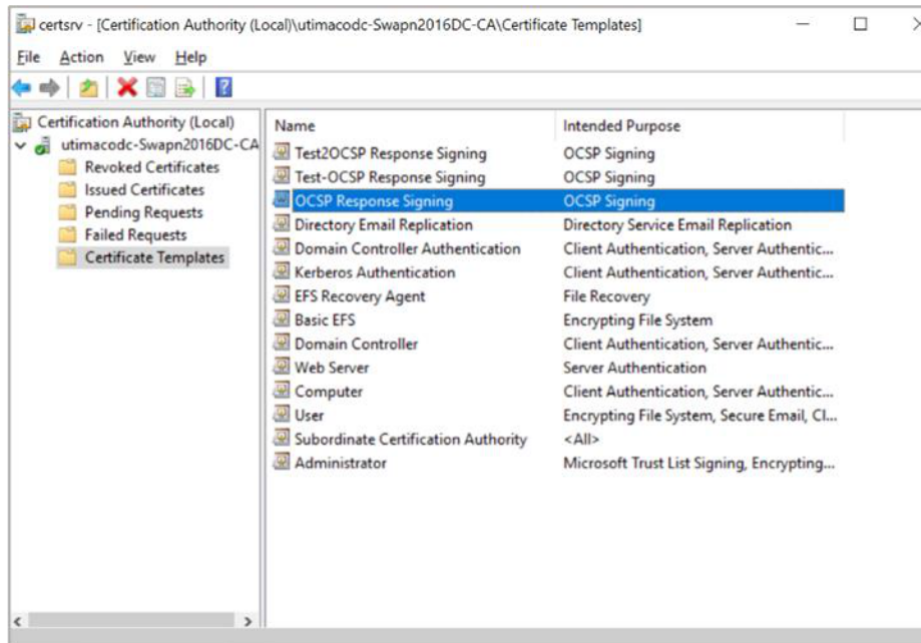 certsrv - [Certification Authority (Local)\utimacodc-Swapn2016DC-CA\Certificate Templates]
File Action View Help
Certification Authority (Local)
utimacodc-Swapn2016DC-CA
Revoked Certificates
Issued Certificates
Pending Requests
Failed Requests
Certificate Templates
Name Intended Purpose
Test2OCSP Response Signing OCSP Signing
Test-OCSP Response Signing OCSP Signing
OCSP Response Signing OCSP Signing
Directory Email Replication Directory Service Email Replication
Domain Controller Authentication Client Authentication, Server Authentic...
Kerberos Authentication Client Authentication, Server Authentic...
EFS Recovery Agent File Recovery
Basic EFS Encrypting File System
Domain Controller Client Authentication, Server Authentic...
Web Server Server Authentication
Computer Client Authentication, Server Authentic...
User Encrypting File System, Secure Email, Cl...
Subordinate Certification Authority <All>
Administrator Microsoft Trust List Signing, Encrypting...